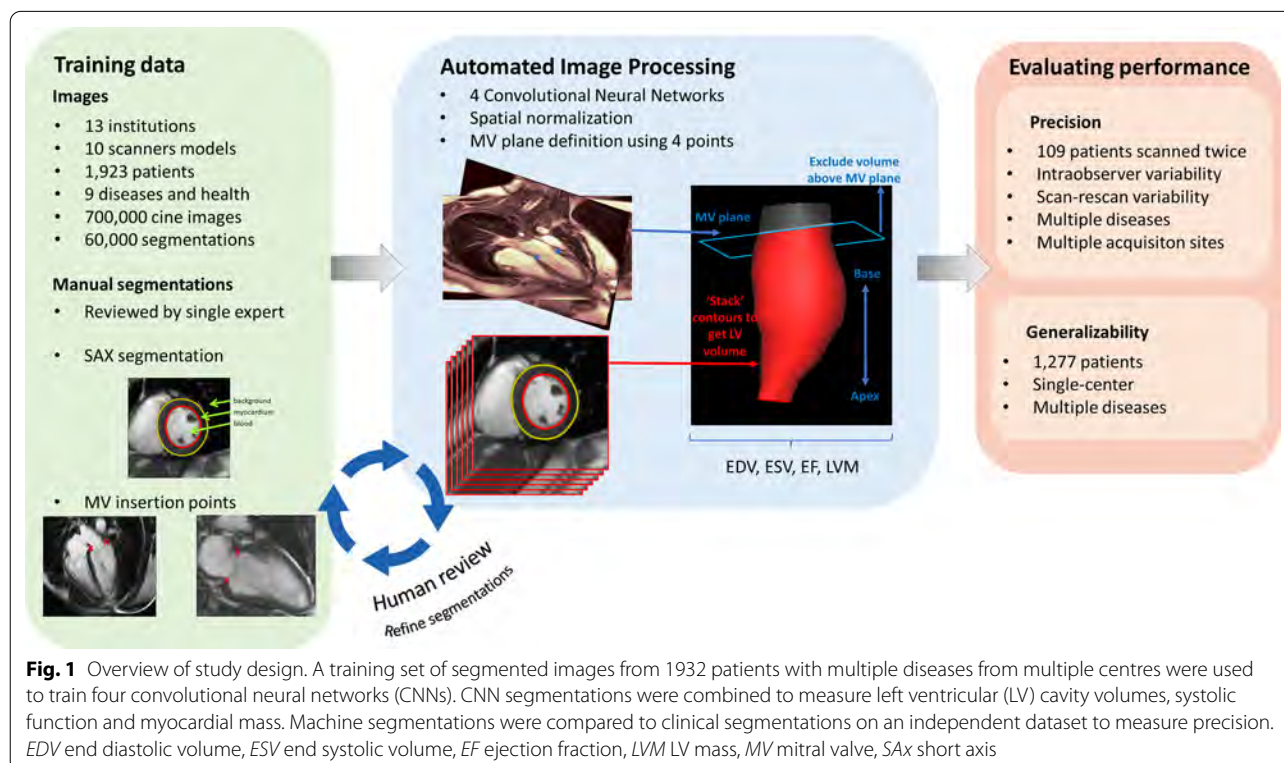 Training data
Images
• 13 institutions
• 10 scanners models
• 1,923 patients
• 9 diseases and health
• 700,000 cine images
• 60,000 segmentations
Manual segmentations
• Reviewed by single expert
• SAX segmentation
background
myocardium
blood
• MV insertion points
Human review
Refine segmentations
Automated Image Processing
• 4 Convolutional Neural Networks
• Spatial normalization
• MV plane definition using 4 points
Exclude volume
above MV plane
MV plane
Base
'Stack'
contours to
get LV
volume
Apex
EDV, ESV, EF, LVM
Evaluating performance
Precision
• 109 patients scanned twice
• Intraobserver variability
• Scan-rescan variability
• Multiple diseases
• Multiple acquisiton sites
Generalizability
• 1,277 patients
• Single-center
• Multiple diseases
Fig. 1 Overview of study design. A training set of segmented images from 1932 patients with multiple diseases from multiple centres were used
to train four convolutional neural networks (CNNs). CNN segmentations were combined to measure left ventricular (LV) cavity volumes, systolic
function and myocardial mass. Machine segmentations were compared to clinical segmentations on an independent dataset to measure precision.
EDV end diastolic volume, ESV end systolic volume, EF ejection fraction, LVM LV mass, MV mitral valve, SAx short axis